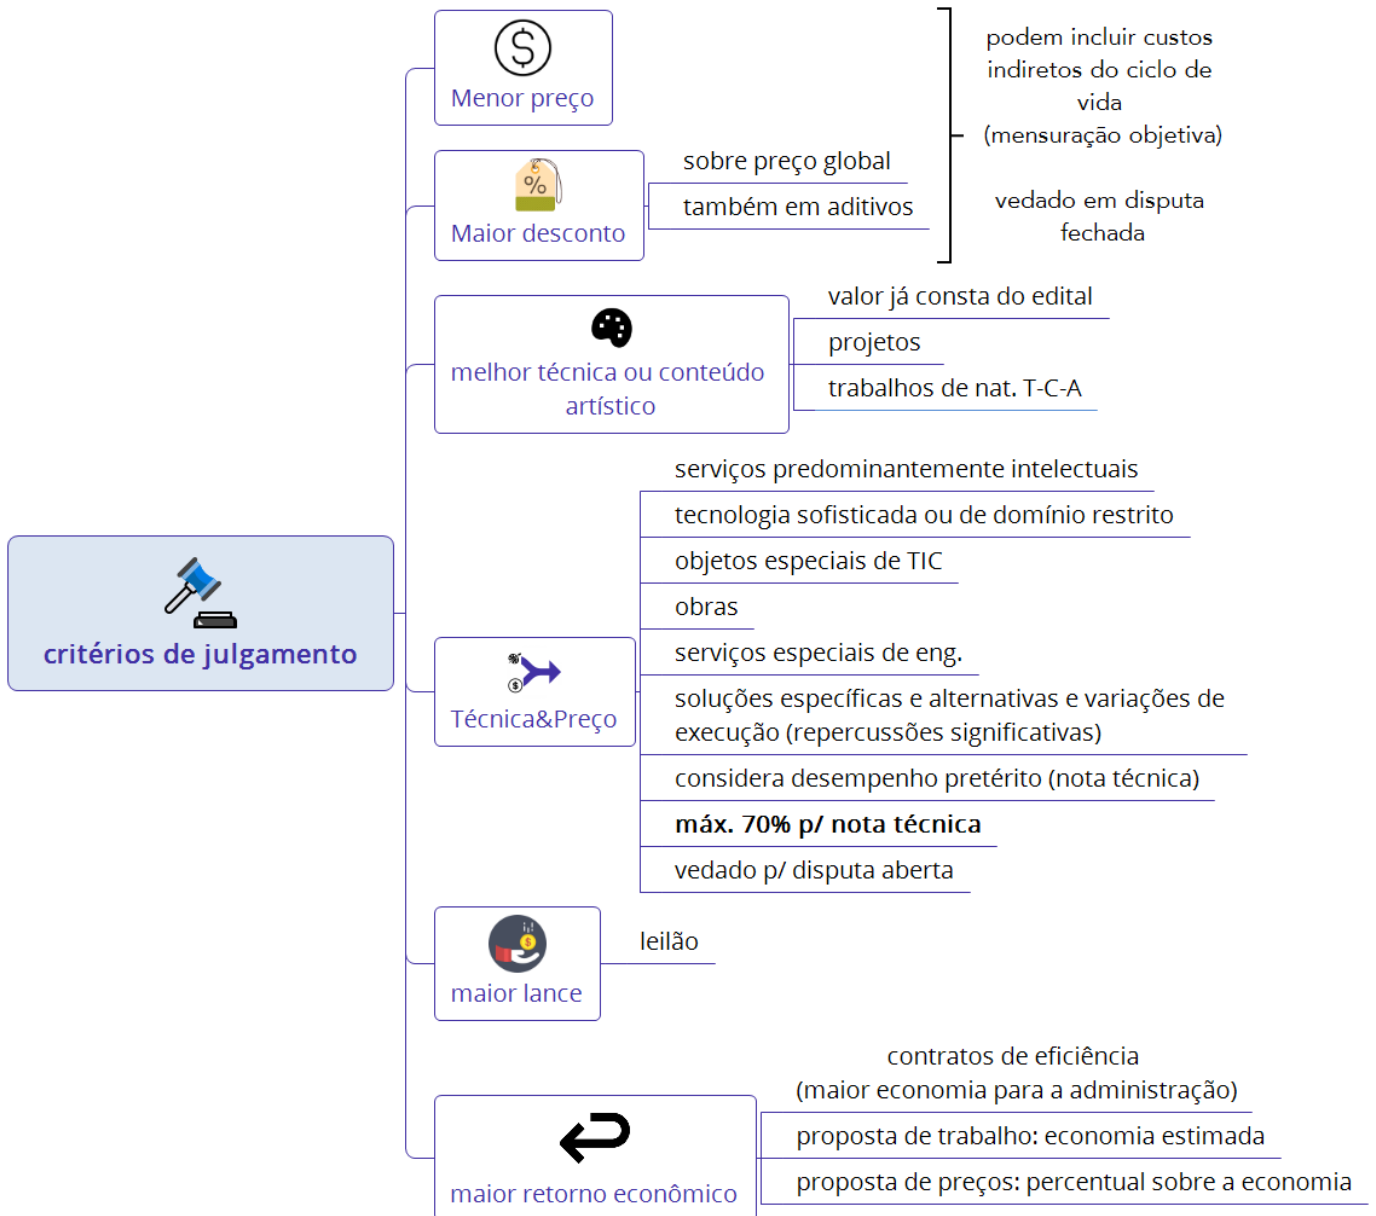 $
Menor preço
podem incluir custos
indiretos do ciclo de
vida
(mensuração objetiva)
vedado em disputa
fechada
%
Maior desconto
sobre preço global
também em aditivos
melhor técnica ou conteúdo
artístico
valor já consta do edital
projetos
trabalhos de nat. T-C-A
critérios de julgamento
$
Técnica&Preço
serviços predominantemente intelectuais
tecnologia sofisticada ou de domínio restrito
objetos especiais de TIC
obras
serviços especiais de eng.
soluções específicas e alternativas e variações de
execução (repercussões significativas)
considera desempenho pretérito (nota técnica)
máx. 70% p/ nota técnica
vedado p/ disputa aberta
$
maior lance
leilão
maior retorno econômico
contratos de eficiência
(maior economia para a administração)
proposta de trabalho: economia estimada
proposta de preços: percentual sobre a economia